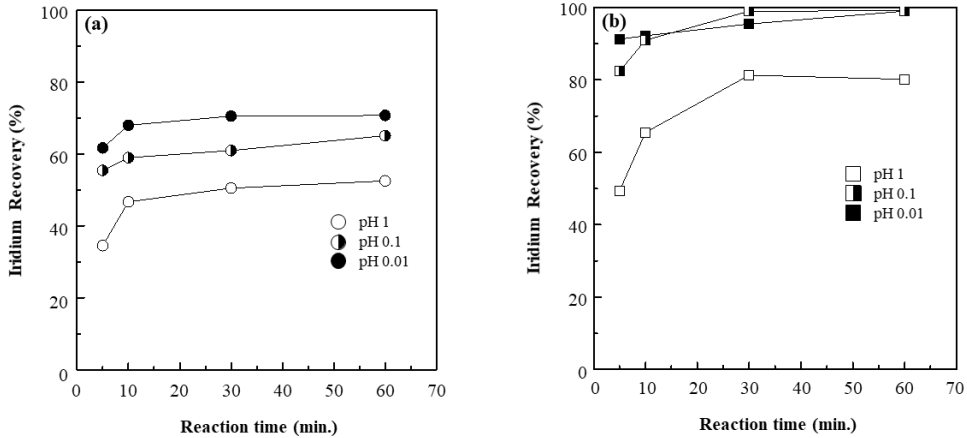 (a)
Iridium Recovery (%)
100
80
60
40
20
0
pH 1
pH 0.1
pH 0.01
0 10 20 30 40 50 60 70
Reaction time (min.)
(b)
Iridium Recovery (%)
100
80
60
40
20
0
pH 1
pH 0.1
pH 0.01
0 10 20 30 40 50 60 70
Reaction time (min.)